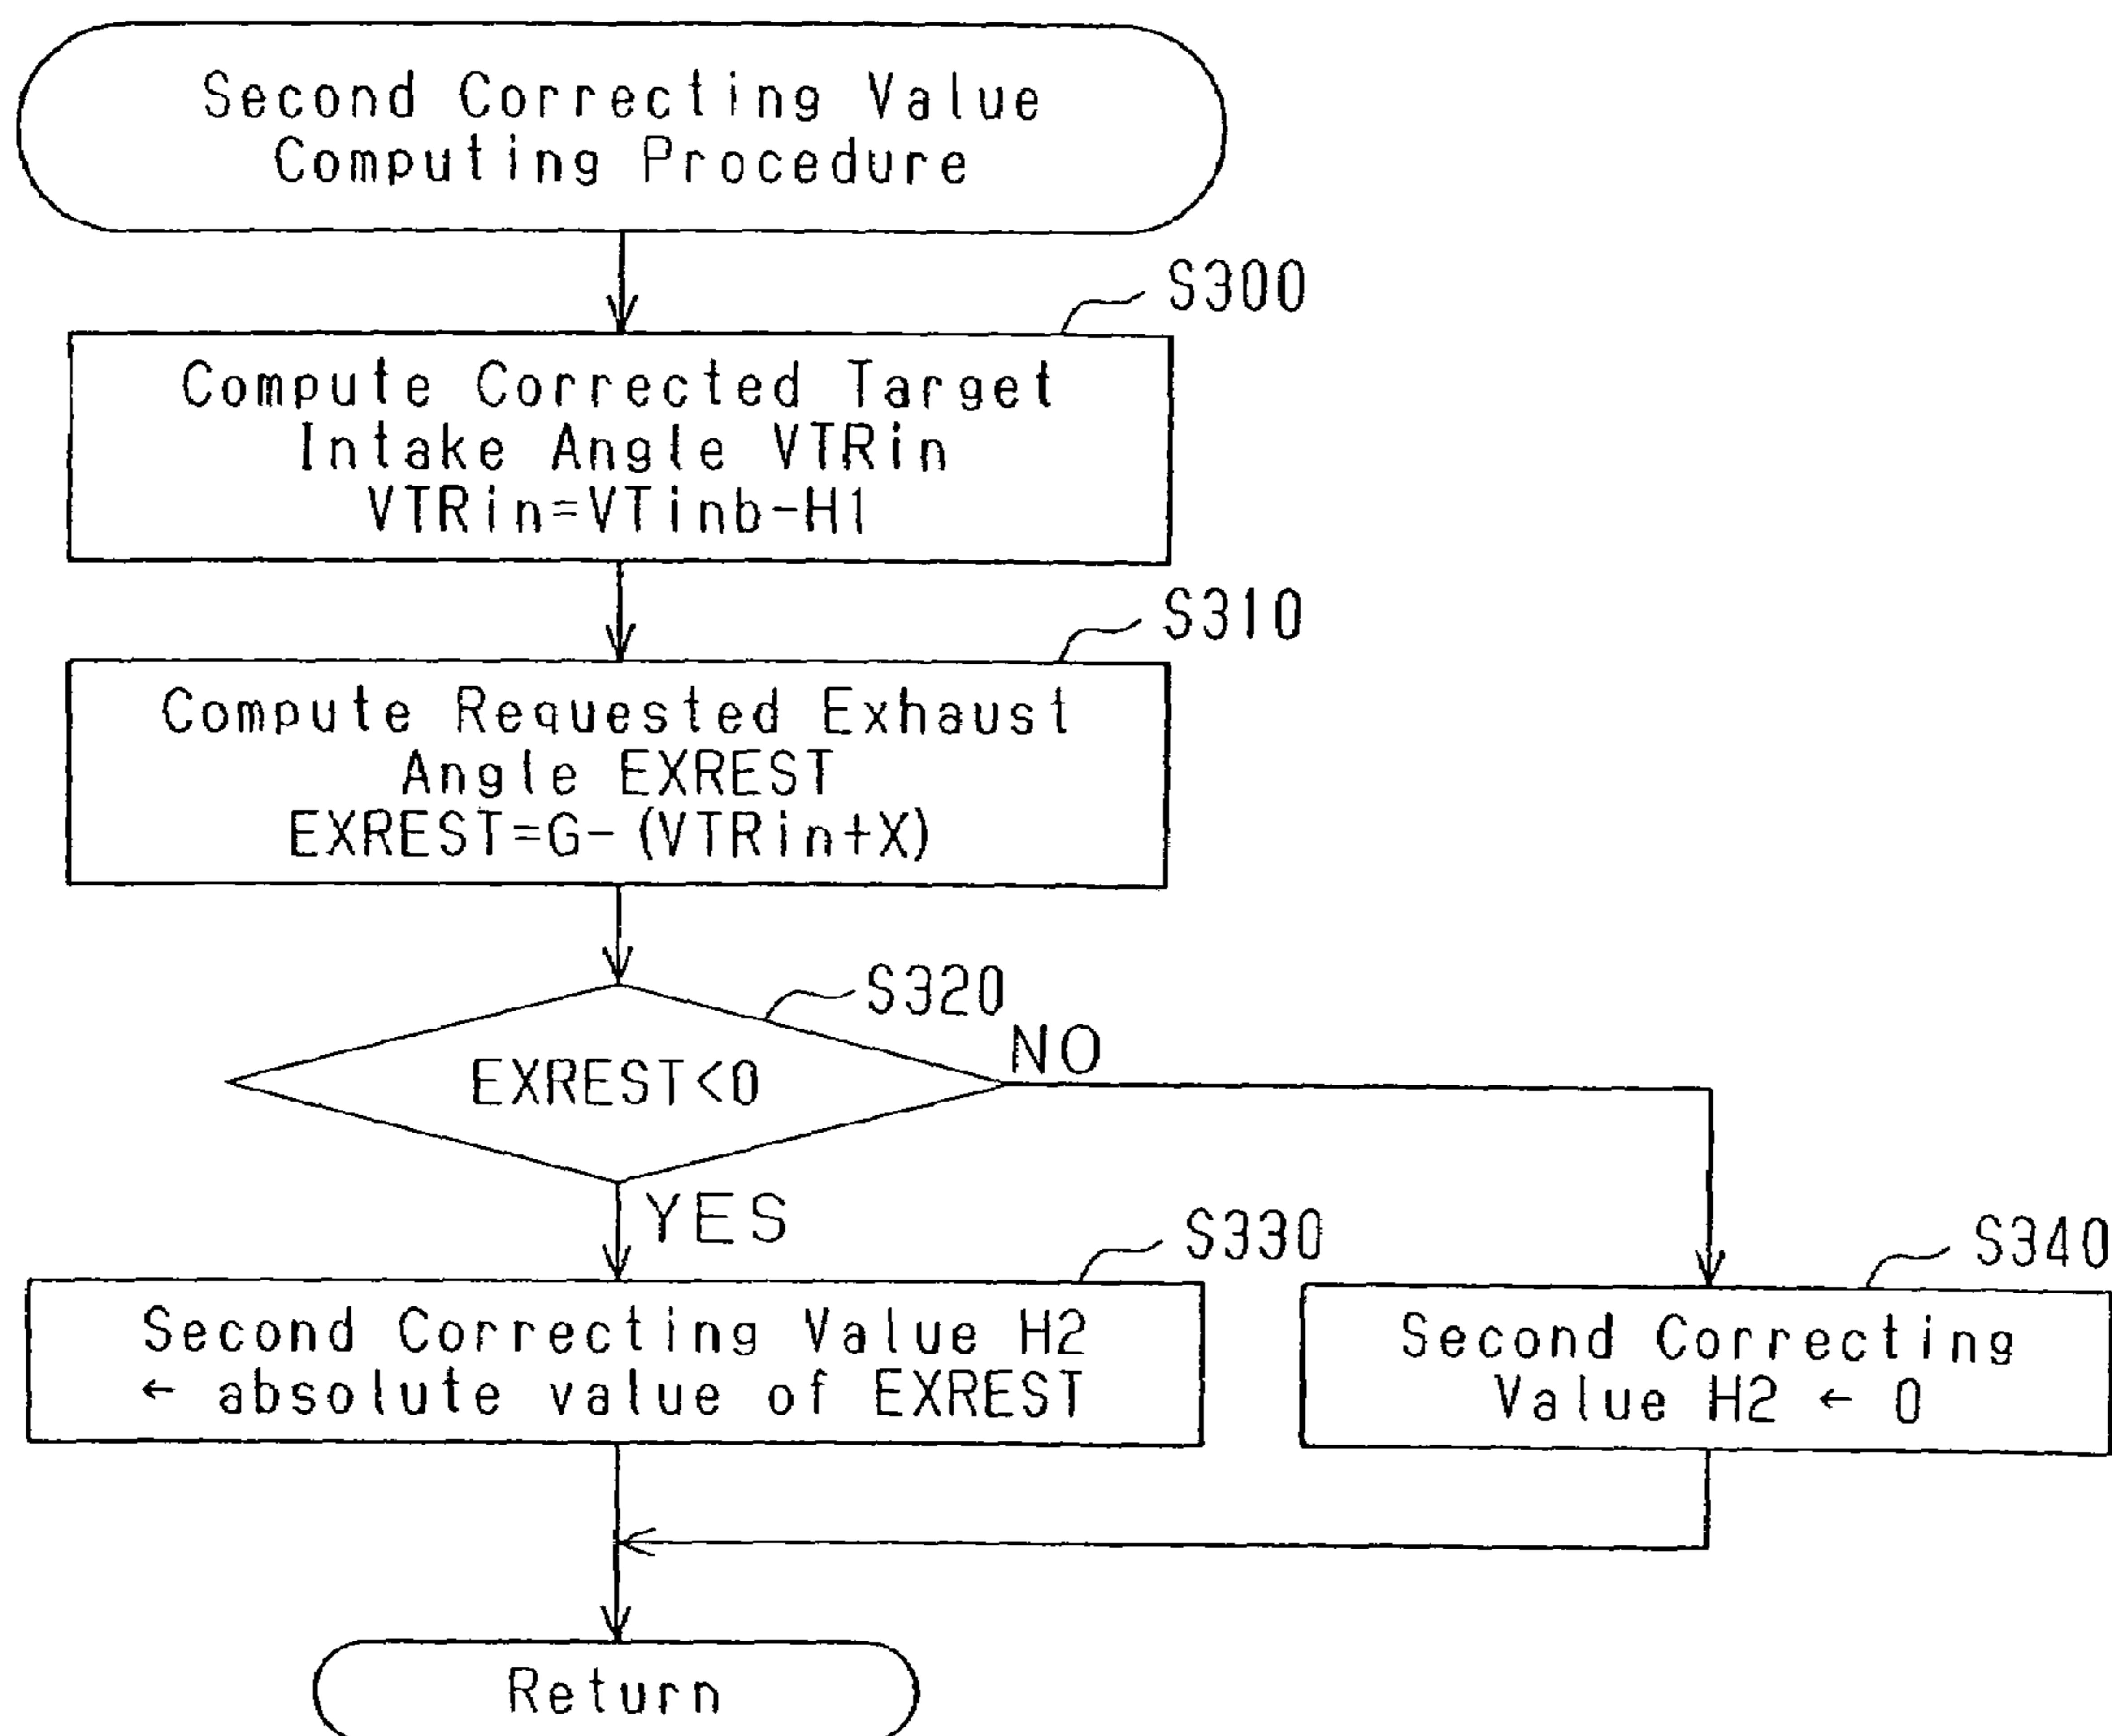 Second Correcting Value
Computing Procedure
S300
Compute Corrected Target
Intake Angle VTRin
VTRin=VTinb-H1
S310
Compute Requested Exhaust
Angle EXREST
EXREST=G-(VTRin+X)
S320
EXREST<0
NO
YES
S330
Second Correcting Value H2
← absolute value of EXREST
S340
Second Correcting
Value H2 ← 0
Return